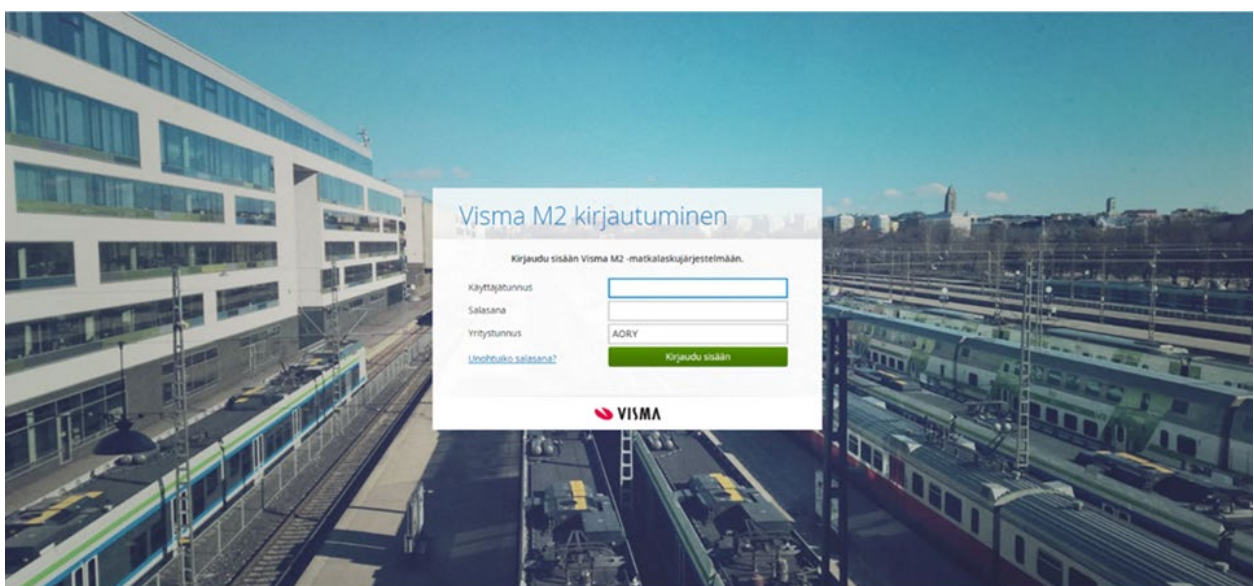 Visma M2 kirjautuminen
Kirjaudu sisään Visma M2 -matkalaskujärjestelmään.
Käyttäjätunnus
Salasana
Yritystunnus AORY
Unohtuiko salasana? Kirjaudu sisään
VISMA